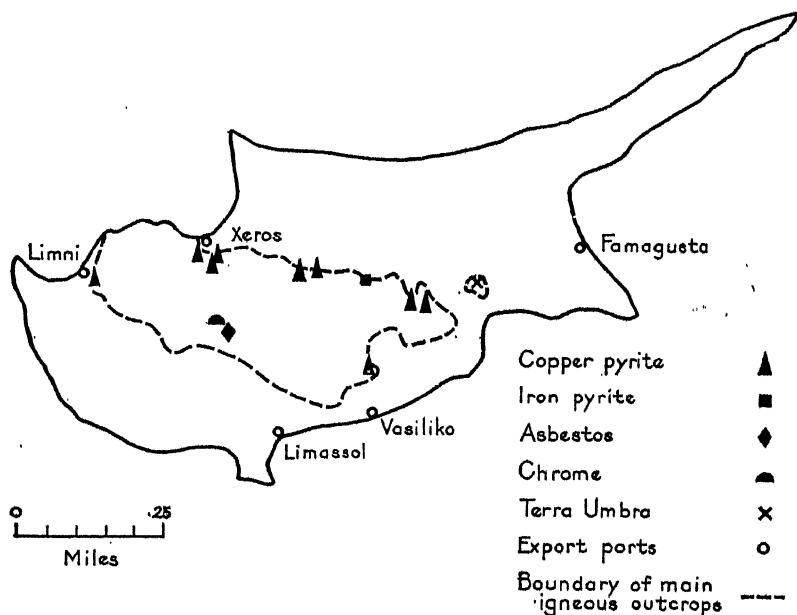 Limni
Xeros
Famagusta
Vasiliko
Limassol
Copper pyrite
Iron pyrite
Asbestos
Chrome
Terra Umbra
Export ports
Boundary of main
igneous outcrops
0 25
Miles